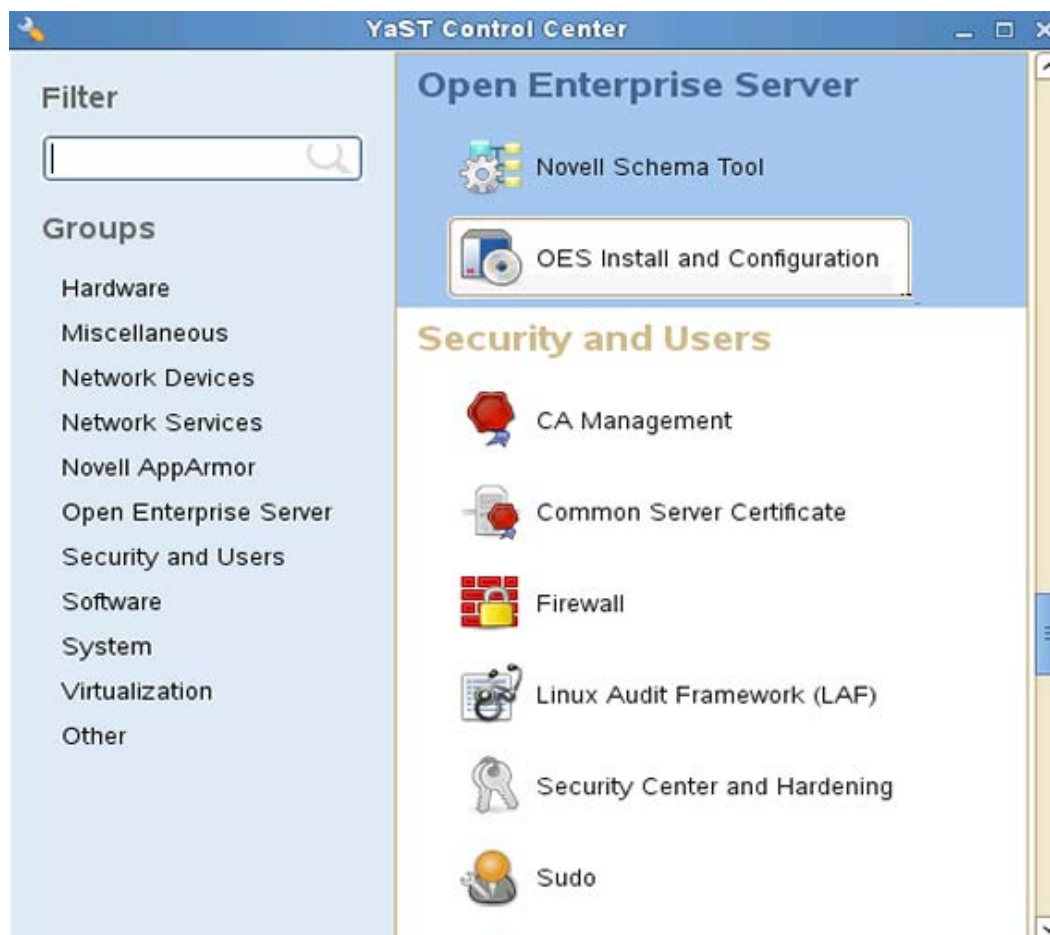 YaST Control Center
Filter
Groups
Hardware
Miscellaneous
Network Devices
Network Services
Novell AppArmor
Open Enterprise Server
Security and Users
Software
System
Virtualization
Other
Open Enterprise Server
Novell Schema Tool
OES Install and Configuration
Security and Users
CA Management
Common Server Certificate
Firewall
Linux Audit Framework (LAF)
Security Center and Hardening
Sudo